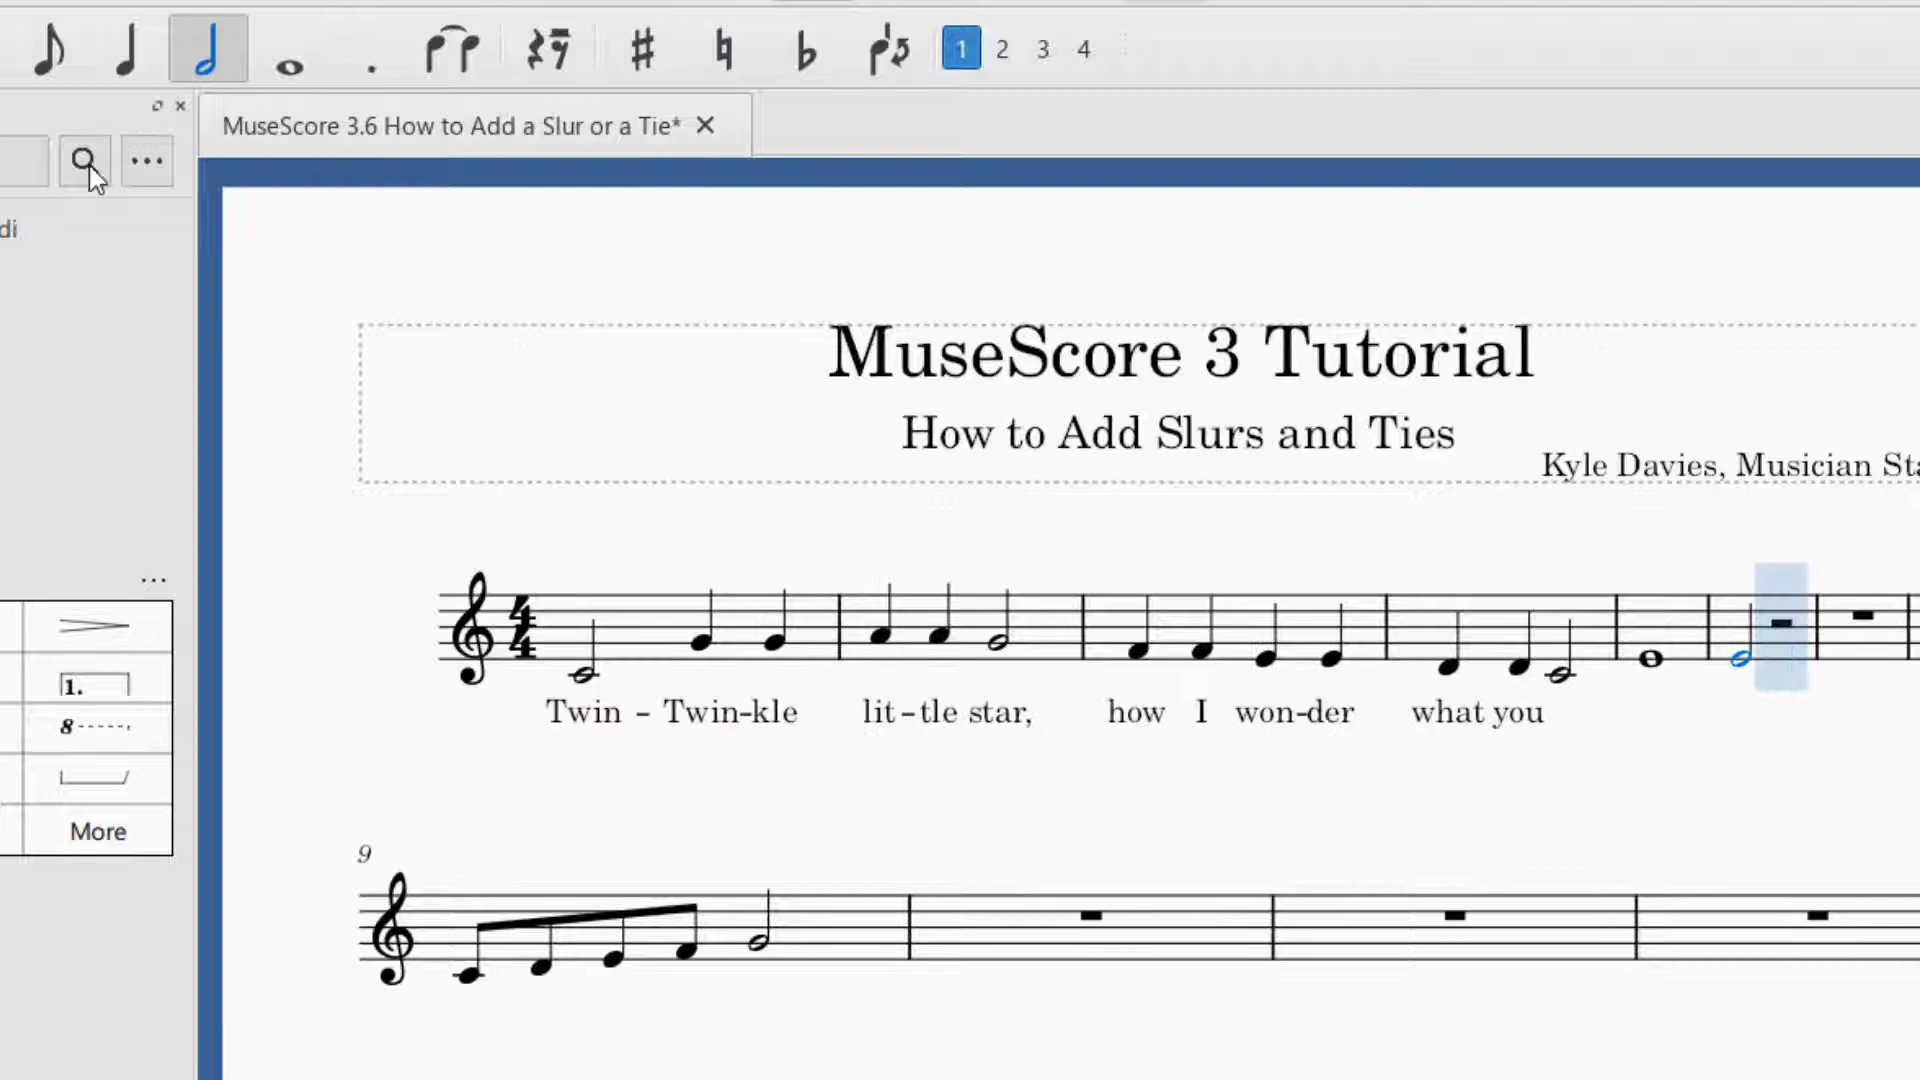 1 2 3 4
MuseScore 3.6 How to Add a Slur or a Tie*
di
MuseScore 3 Tutorial
How to Add Slurs and Ties
Kyle Davies, Musician Sta
Twin - Twin-kle lit-tle star, how I won-der what you
1.
8
More
9